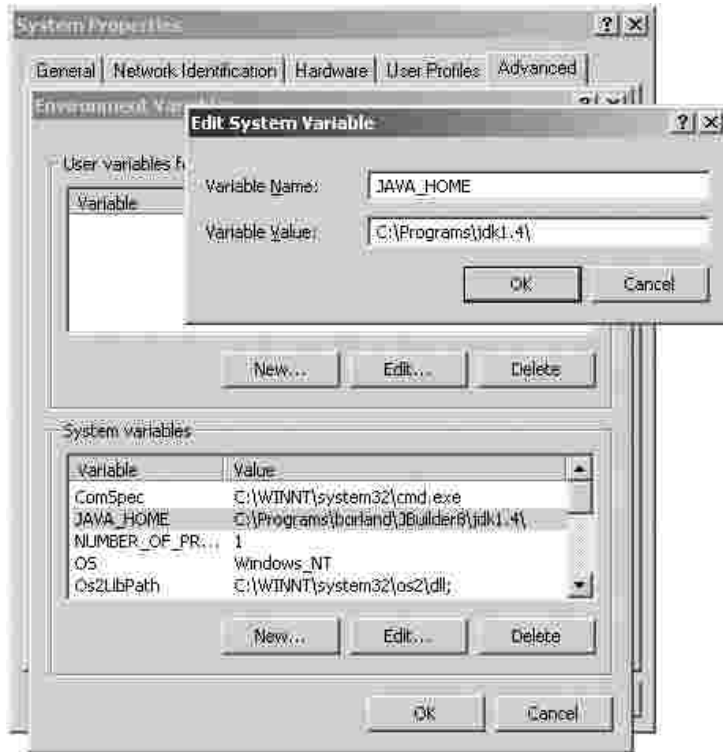 System Properties
General Network Identification Hardware User Profiles Advanced
Environment Variab
Edit System Variable
Variable Name: JAVA_HOME
Variable Value: C:\Programs\jdk1.4\
OK Cancel
User variables f
Variable
New... Edit... Delete
System variables
Variable Value
ComSpec C:\WINNT\system32\cmd.exe
JAVA_HOME C:\Programs\borland\JBuilder8\jdk1.4\
NUMBER_OF_PR... 1
OS Windows_NT
Os2LibPath C:\WINNT\system32\os2\dll;
New... Edit... Delete
OK Cancel